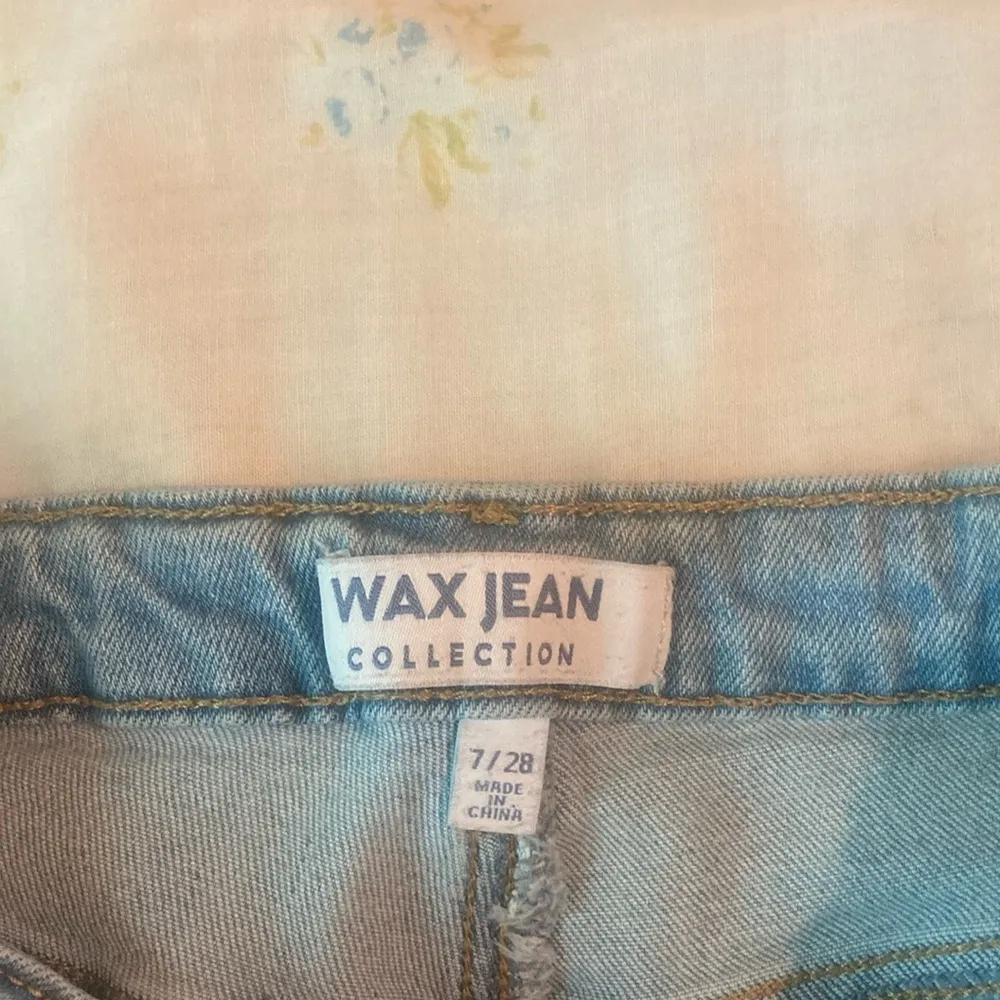 WAX JEAN
COLLECTION
7/28
MADE
IN
CHINA